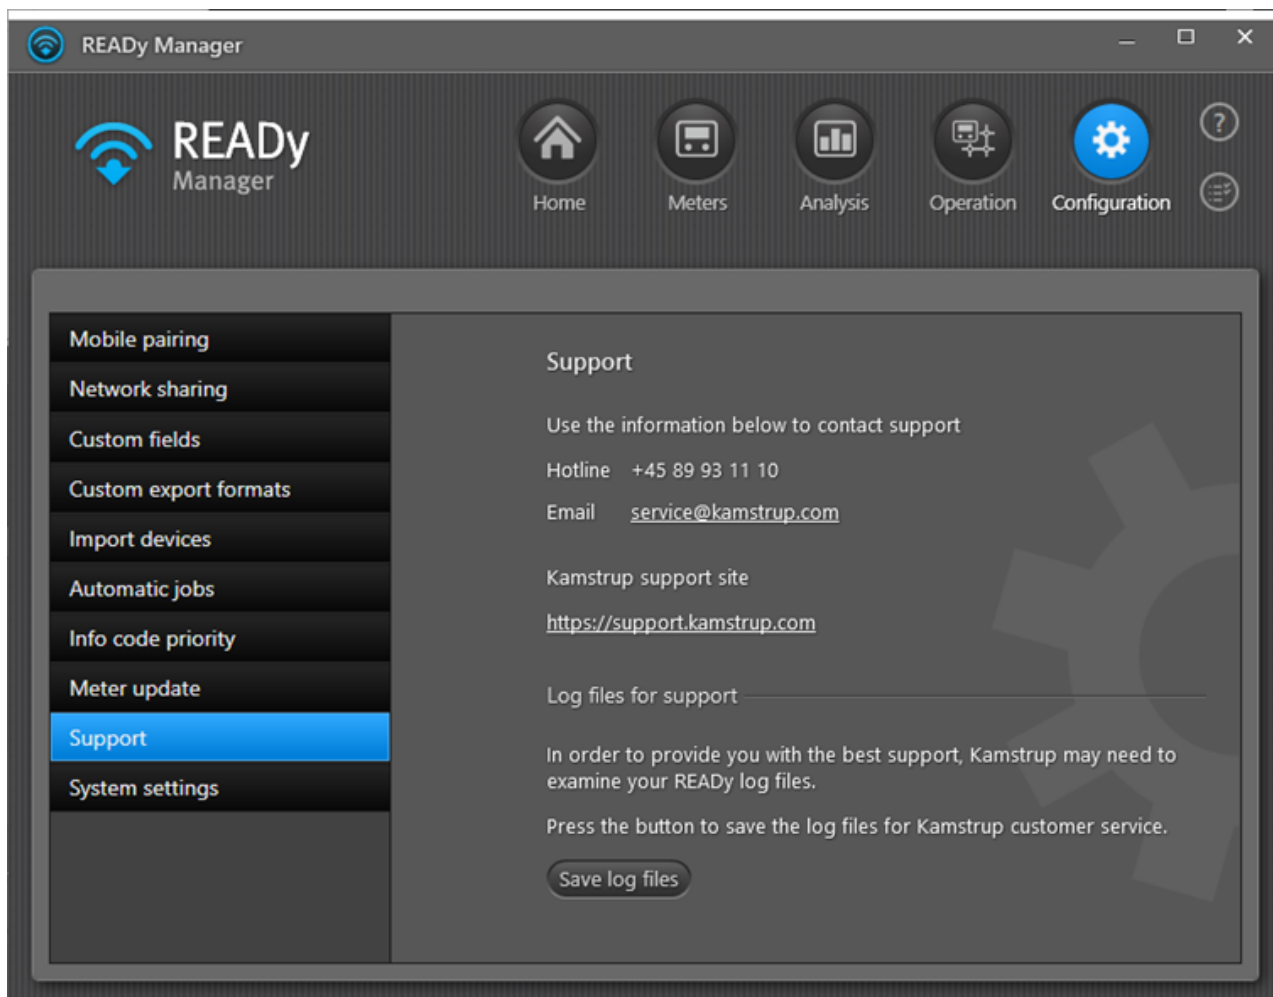 READy Manager
READy
Manager
Home
Meters
Analysis
Operation
Configuration
?
Mobile pairing
Network sharing
Custom fields
Custom export formats
Import devices
Automatic jobs
Info code priority
Meter update
Support
System settings
Support
Use the information below to contact support
Hotline +45 89 93 11 10
Email service@kamstrup.com
Kamstrup support site
https://support.kamstrup.com
Log files for support
In order to provide you with the best support, Kamstrup may need to
examine your READy log files.
Press the button to save the log files for Kamstrup customer service.
Save log files